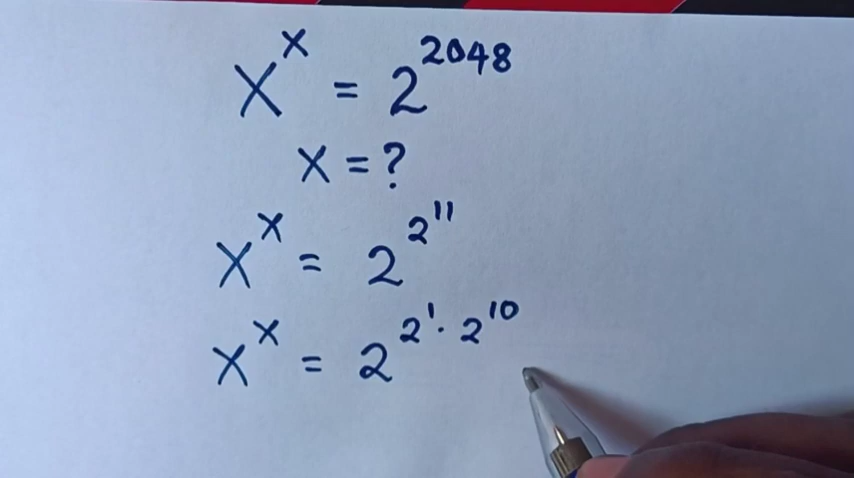 X^X = 2^2048
X = ?
X^X = 2^2^11
X^X = 2^2^1 · 2^10